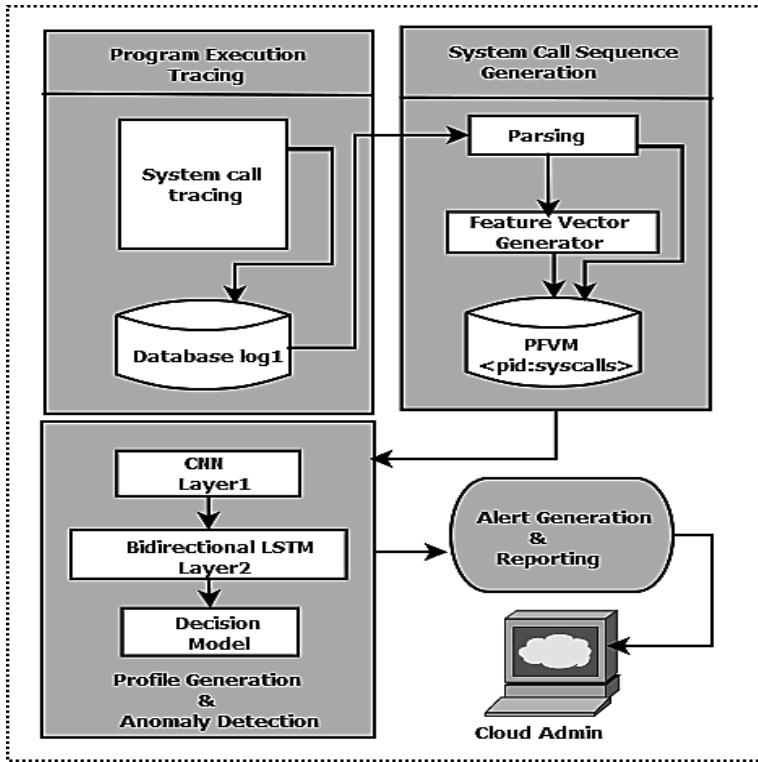 Program Execution
Tracing
System call
tracing
Database log1
System Call Sequence
Generation
Parsing
Feature Vector
Generator
PFVM
<pid:syscalls>
CNN
Layer1
Bidirectional LSTM
Layer2
Decision
Model
Profile Generation
&
Anomaly Detection
Alert Generation
&
Reporting
Cloud Admin